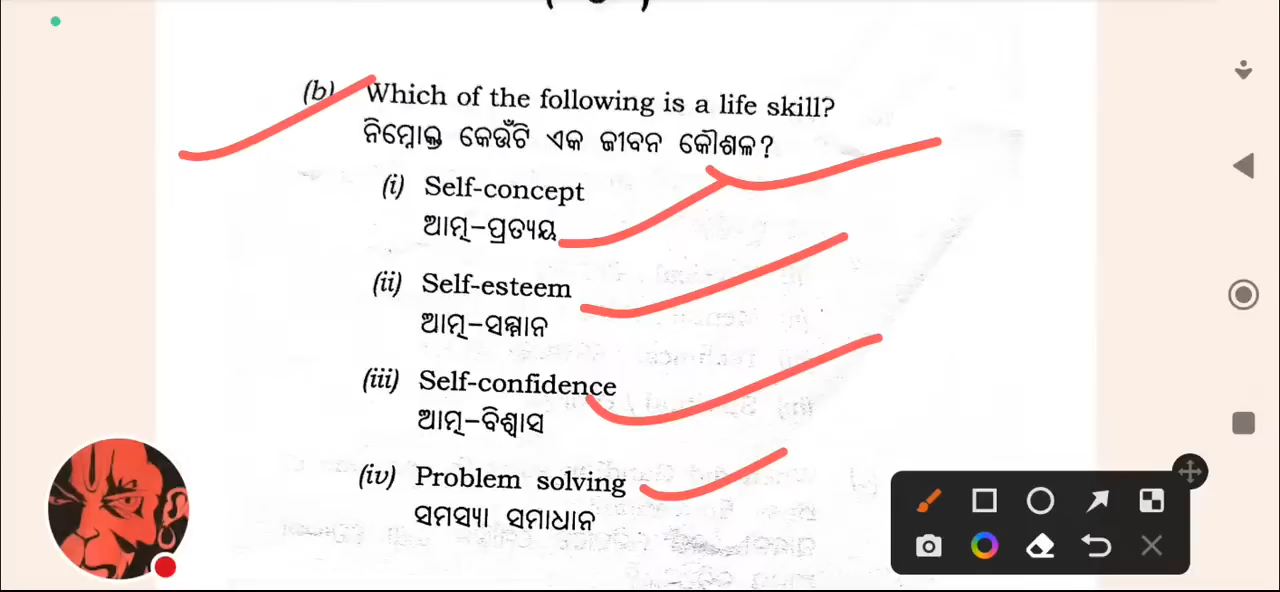 (b) Which of the following is a life skill?
ନିମ୍ନୋକ୍ତ କେଉଁଟି ଏକ ଜୀବନ କୌଶଳ?
(i) Self-concept
ଆତ୍ମ-ପ୍ରତ୍ୟୟ
(ii) Self-esteem
ଆତ୍ମ-ସମ୍ମାନ
(iii) Self-confidence
ଆତ୍ମ-ବିଶ୍ୱାସ
(iv) Problem solving
ସମସ୍ୟା ସମାଧାନ